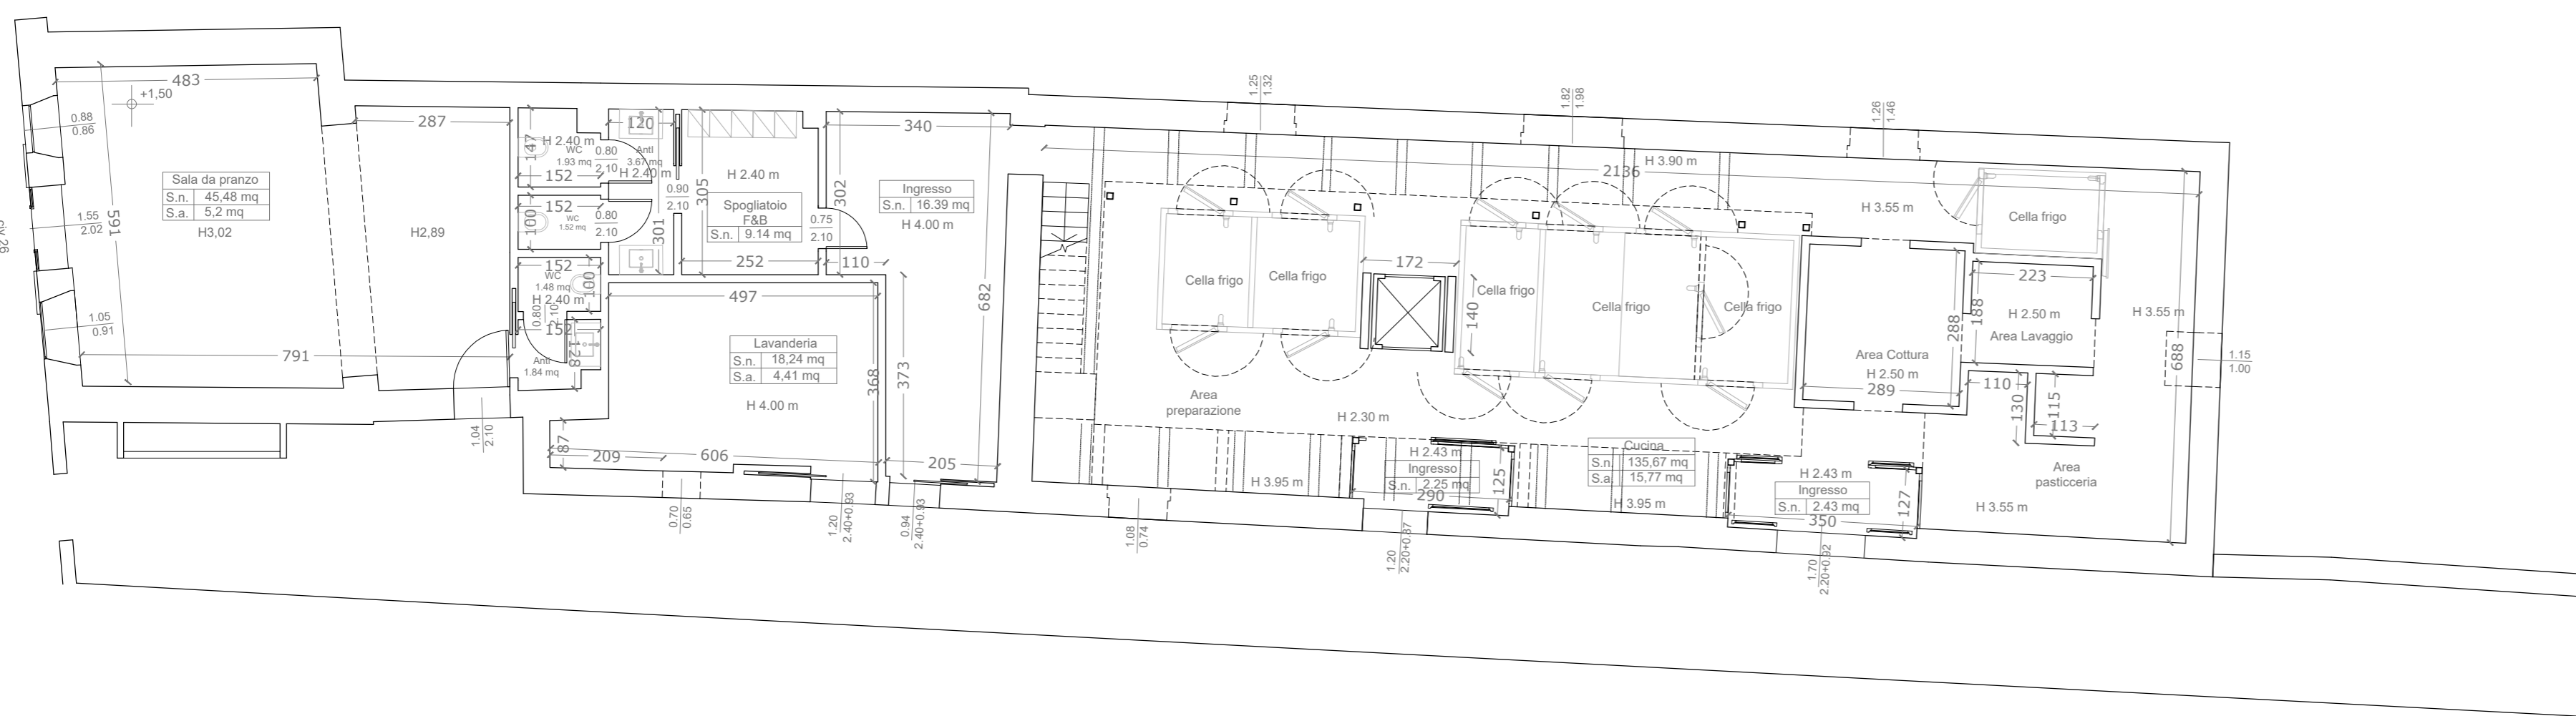 483
+1,50
0.88
0.86
Sala da pranzo
S.n. 45,48 mq
S.a. 5,2 mq
H3,02
1.55
2.02
591
1.05
0.91
791
civ 26
287
H2,89
1.04
2.10
147
H 2.40 m
WC
1.93 mq
152
0.80
2.10
120
AntI
3.67 mq
H 2.40 m
152
100
WC
1.52 mq
0.80
2.10
301
152
WC
1.48 mq
100
H 2.40 m
0.80
2.10
152
128
AntI
1.84 mq
0.90
2.10
305
H 2.40 m
Spogliatoio
F&B
S.n. 9.14 mq
252
0.75
2.10
340
302
Ingresso
S.n. 16.39 mq
H 4.00 m
110
682
373
205
0.94
2.40+0.93
497
Lavanderia
S.n. 18,24 mq
S.a. 4,41 mq
H 4.00 m
368
87
209
606
0.70
0.65
1.20
2.40+0.93
1.25
1.32
1.82
1.98
1.26
1.46
H 3.90 m
2136
Cella frigo
Cella frigo
172
140
Cella frigo
Cella frigo
Cella frigo
Area
preparazione
H 2.30 m
H 3.95 m
1.08
0.74
H 2.43 m
Ingresso
S.n. 2.25 mq
290
125
1.20
2.20+0.87
Cucina
S.n. 135,67 mq
S.a. 15,77 mq
H 3.95 m
H 3.55 m
Cella frigo
Area Cottura
H 2.50 m
289
288
223
188
H 2.50 m
Area Lavaggio
H 3.55 m
688
1.15
1.00
110
130
115
113
H 2.43 m
Ingresso
S.n. 2.43 mq
350
127
1.70
2.20+0.92
Area
pasticceria
H 3.55 m